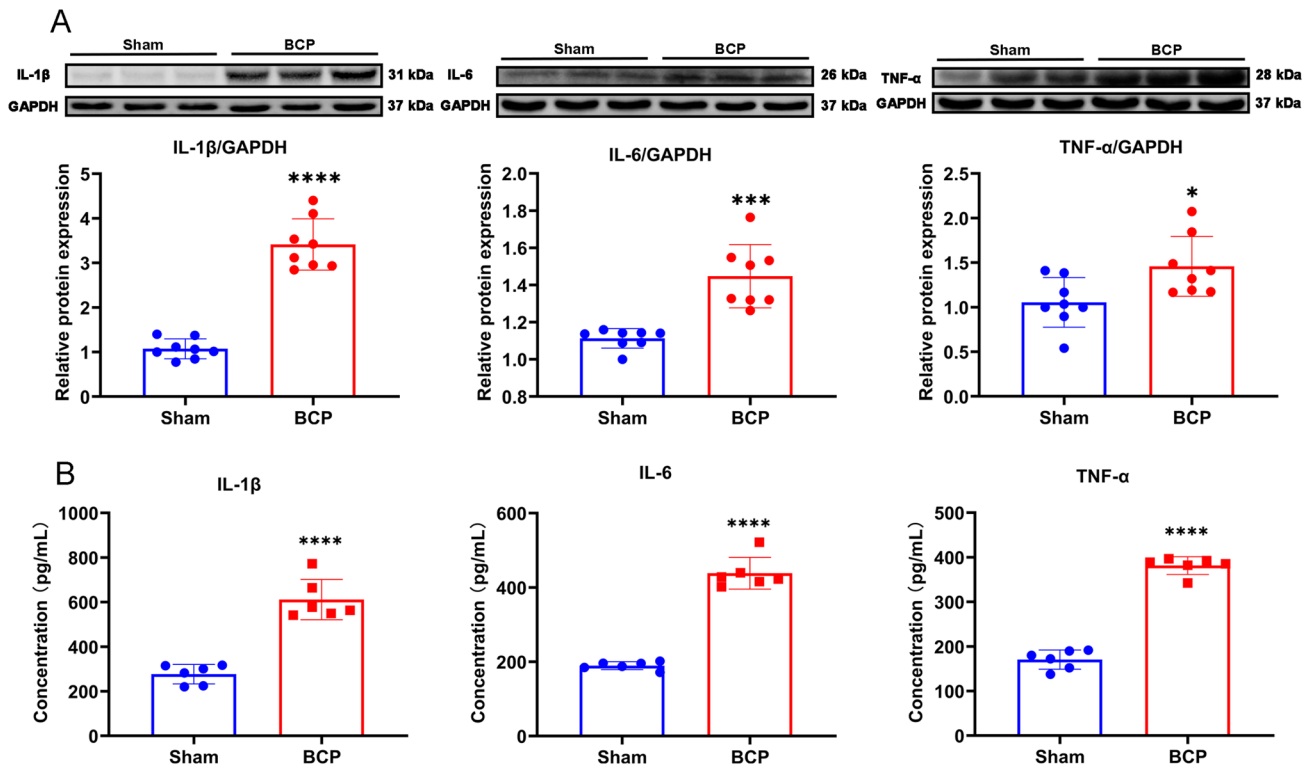 A
Sham BCP
IL-1β 31 kDa
GAPDH 37 kDa
Sham BCP
IL-6 26 kDa
GAPDH 37 kDa
Sham BCP
TNF-α 28 kDa
GAPDH 37 kDa
IL-1β/GAPDH
Relative protein expression
5
4
3
2
1
0
****
Sham BCP
IL-6/GAPDH
Relative protein expression
2.0
1.8
1.6
1.4
1.2
1.0
0.8
***
Sham BCP
TNF-α/GAPDH
Relative protein expression
2.5
2.0
1.5
1.0
0.5
0.0
*
Sham BCP
B
IL-1β
Concentration (pg/mL)
1000
800
600
400
200
0
****
Sham BCP
IL-6
Concentration (pg/mL)
600
400
200
0
****
Sham BCP
TNF-α
Concentration (pg/mL)
500
400
300
200
100
0
****
Sham BCP